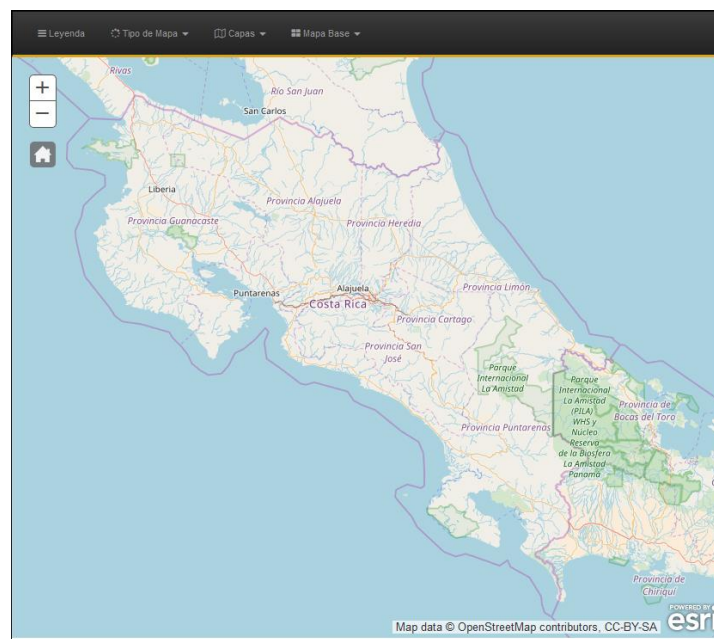 Leyenda
Tipo de Mapa
Capas
Mapa Base
+
−
Rivas
Río San Juan
San Carlos
Liberia
Provincia Alajuela
Provincia Guanacaste
Provincia Heredia
Puntarenas
Alajuela
Provincia Limón
Costa Rica
Provincia Cartago
Provincia San
José
Parque
Internacional
La Amistad
Parque
Internacional
La Amistad
(PILA)
WHS y
Núcleo
Reserva
de la Biosfera
La Amistad
Panamá
Provincia de
Bocas del Toro
Provincia Puntarenas
Provincia de
Chiriquí
POWERED BY
esri
Map data © OpenStreetMap contributors, CC-BY-SA